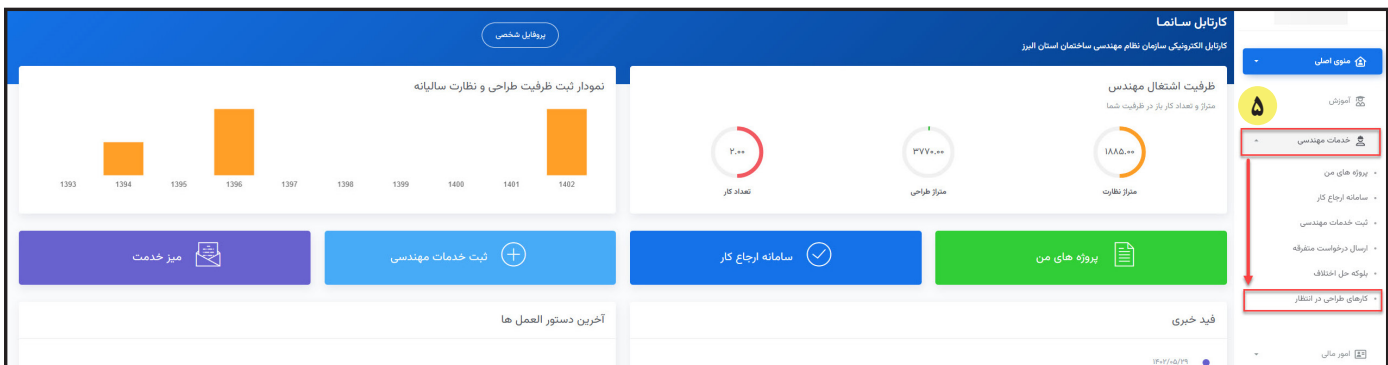 کارتابل سـانمـا
کارتابل الکترونیکی سازمان نظام مهندسی ساختمان استان البرز
پروفایل شخصی
منوی اصلی
آموزش
۵
خدمات مهندسی
پروژه های من
سامانه ارجاع کار
ثبت خدمات مهندسی
ارسال درخواست متفرقه
بلوکه حل اختلاف
کارهای طراحی در انتظار
امور مالی
ظرفیت اشتغال مهندس
متراژ و تعداد کار باز در ظرفیت شما
۱۸۸۵.۰۰
۳۷۷۰.۰۰
۲.۰۰
متراژ نظارت
متراژ طراحی
تعداد کار
نمودار ثبت ظرفیت طراحی و نظارت سالیانه
1393 1394 1395 1396 1397 1398 1399 1400 1401 1402
پروژه های من
سامانه ارجاع کار
ثبت خدمات مهندسی
میز خدمت
فید خبری
۱۴۰۲/۰۵/۲۹
آخرین دستور العمل ها